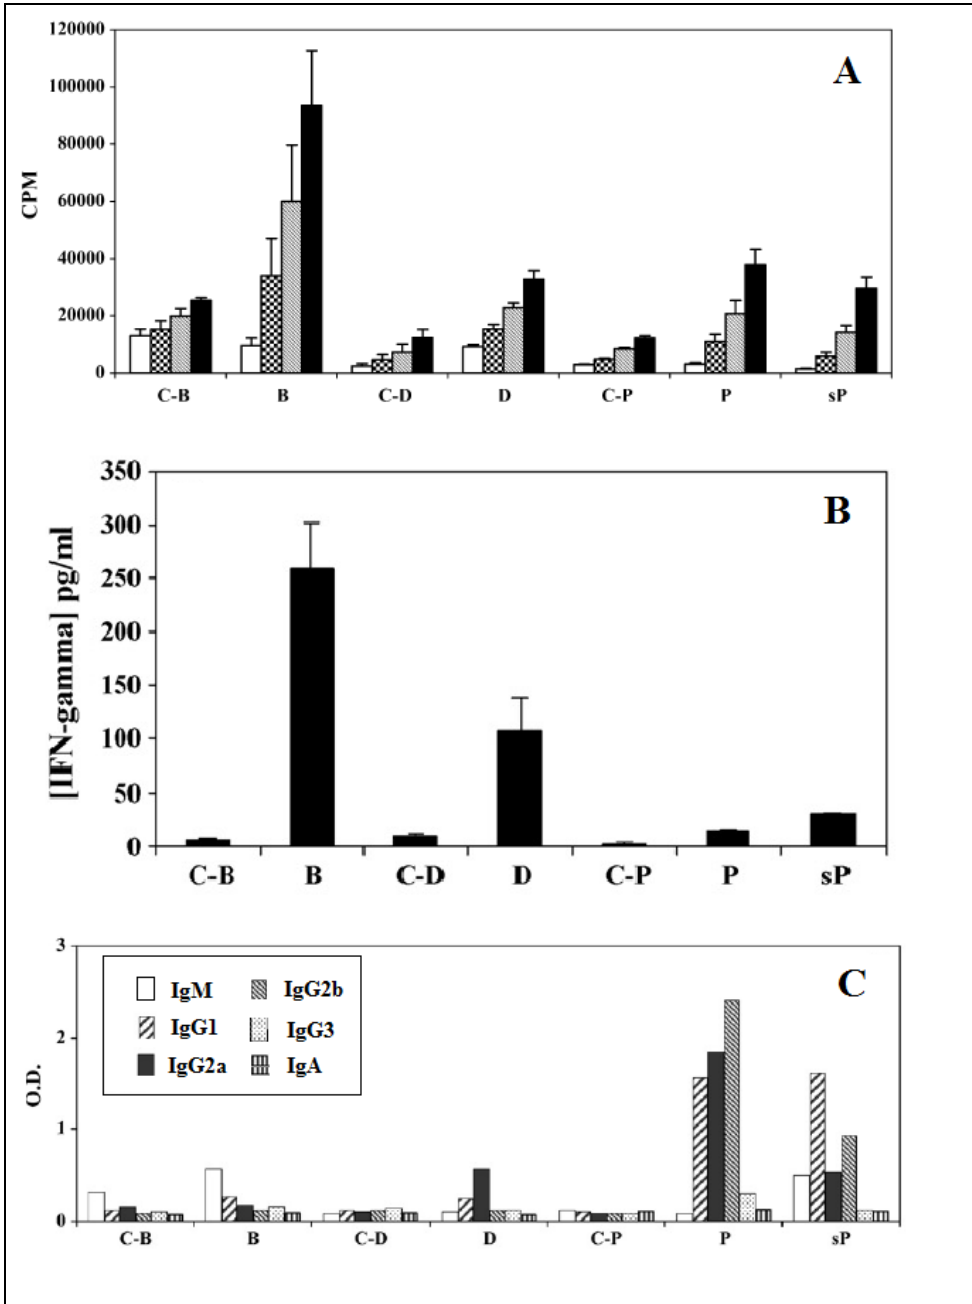 120000
A
100000
80000
CPM
60000
40000
20000
0
C-B B C-D D C-P P sP
350
B
300
[IFN-gamma] pg/ml
250
200
150
100
50
0
C-B B C-D D C-P P sP
3
C
IgM IgG2b
IgG1 IgG3
IgG2a IgA
2
O.D.
1
0
C-B B C-D D C-P P sP